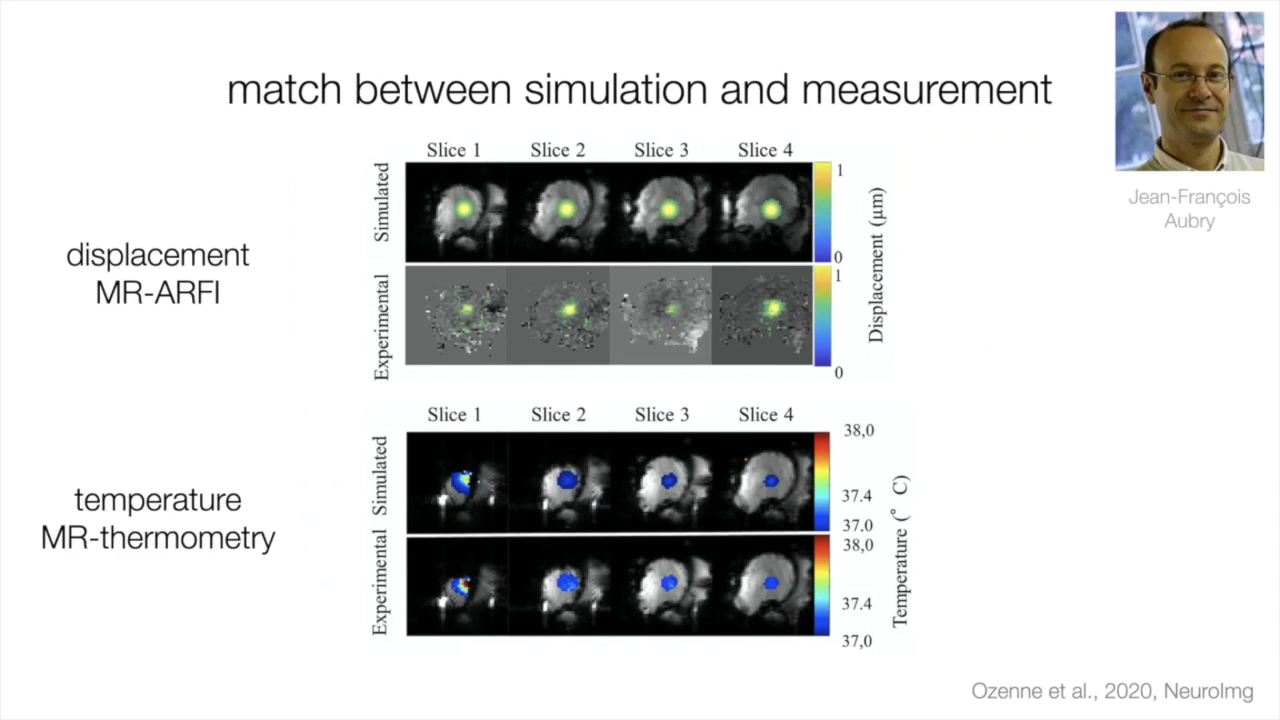 match between simulation and measurement
Jean-François
Aubry
displacement
MR-ARFI
Slice 1 Slice 2 Slice 3 Slice 4
Simulated
Experimental
1
0
1
0
Displacement (μm)
temperature
MR-thermometry
Slice 1 Slice 2 Slice 3 Slice 4
Simulated
Experimental
38,0
37.4
37.0
38,0
37.4
37,0
Temperature (° C)
Ozenne et al., 2020, NeuroImg